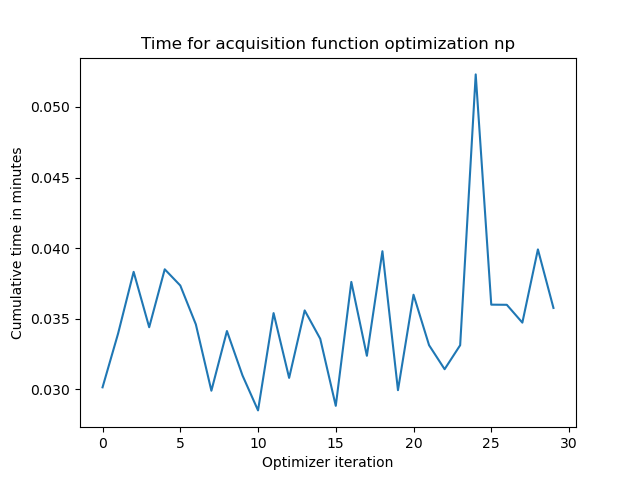 Time for acquisition function optimization np
0.050
0.045
0.040
0.035
0.030
Cumulative time in minutes
0 5 10 15 20 25 30
Optimizer iteration